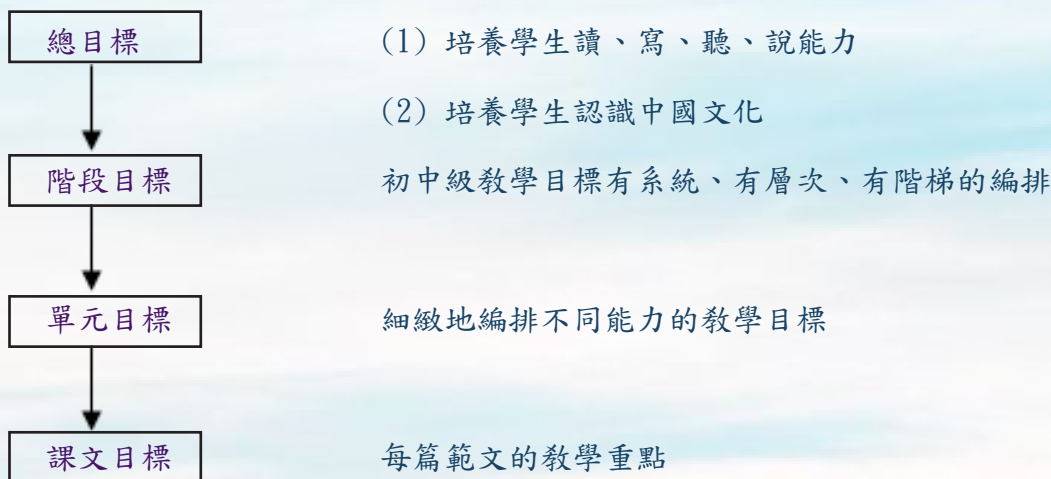 總目標 (1) 培養學生讀、寫、聽、說能力
(2) 培養學生認識中國文化
階段目標 初中級教學目標有系統、有層次、有階梯的編排
單元目標 細緻地編排不同能力的教學目標
課文目標 每篇範文的教學重點